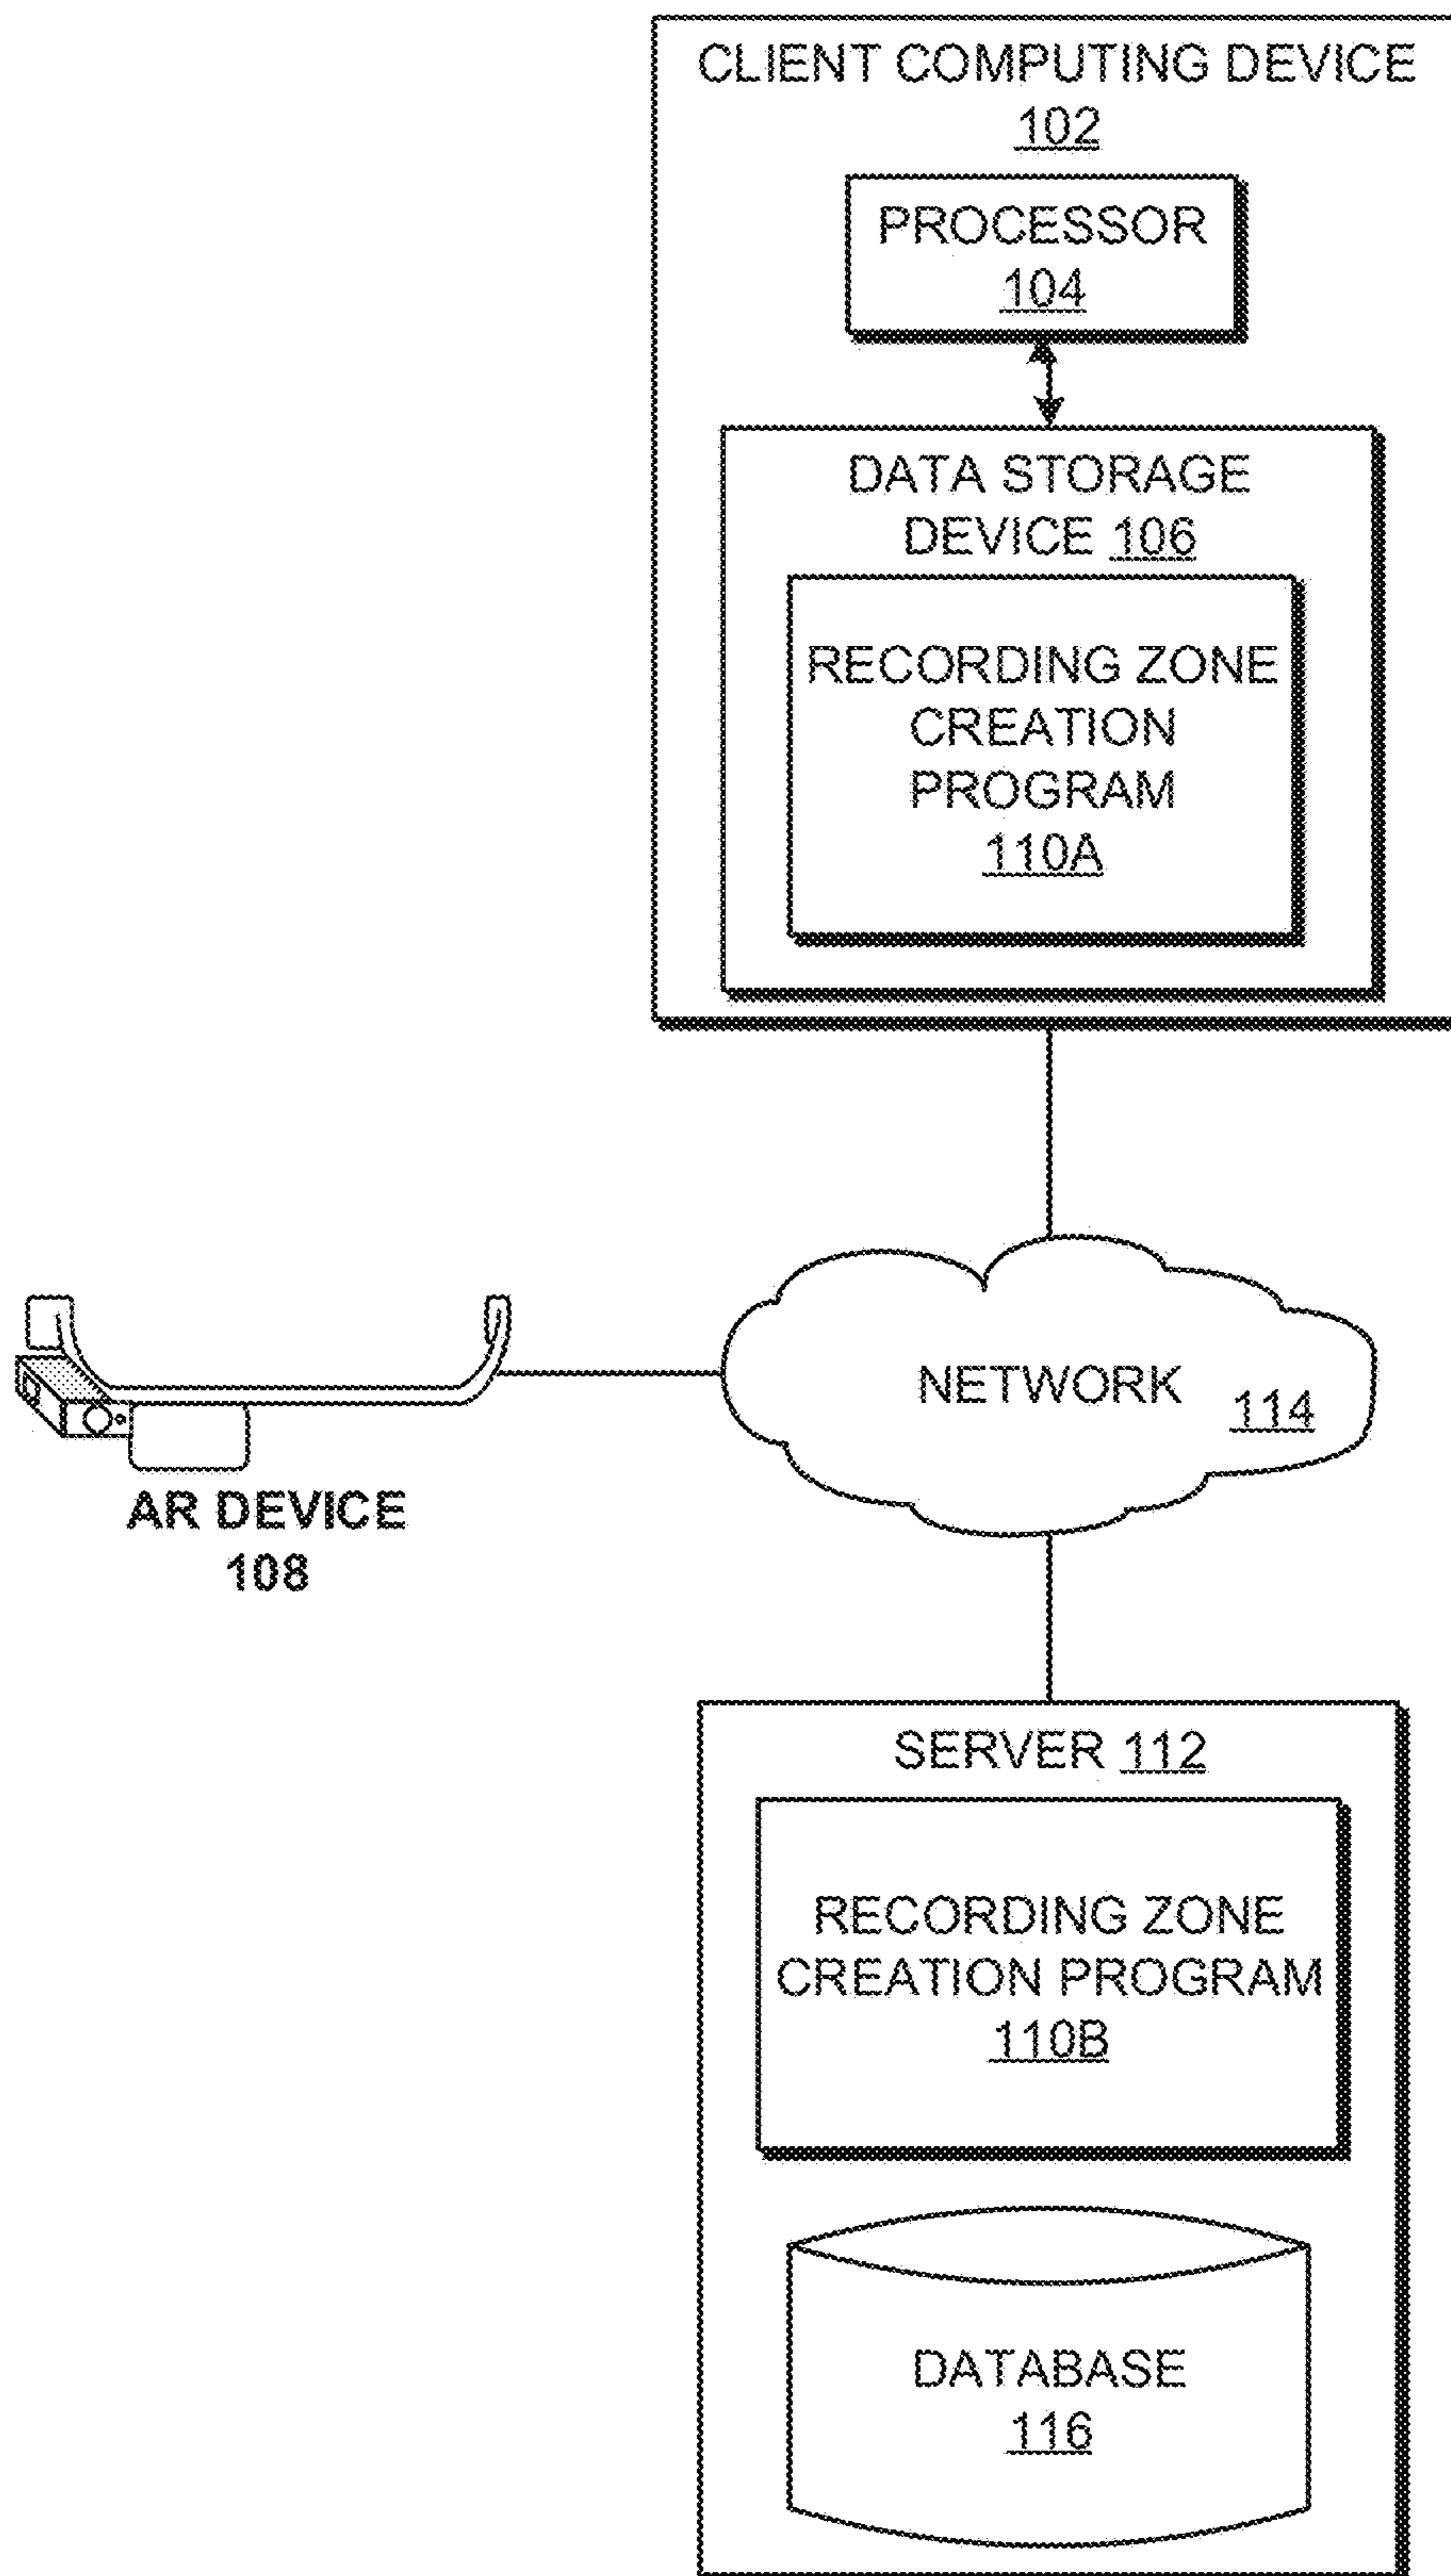 CLIENT COMPUTING DEVICE
102
PROCESSOR
104
DATA STORAGE
DEVICE 106
RECORDING ZONE
CREATION
PROGRAM
110A
NETWORK
114
AR DEVICE
108
SERVER 112
RECORDING ZONE
CREATION PROGRAM
110B
DATABASE
116